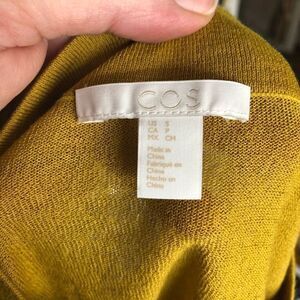 COS
US S
CA P
MX CH
Made in
China
Fabriqué en
Chine
Hecho en
China